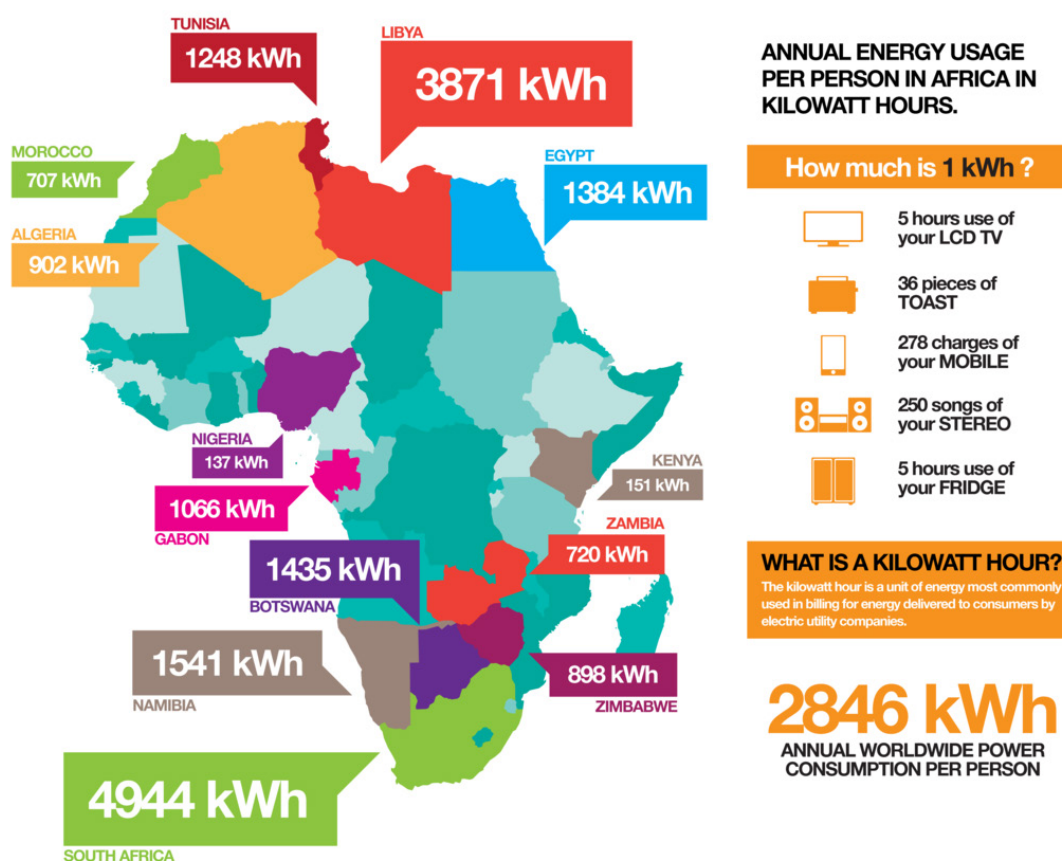 TUNISIA
1248 kWh
LIBYA
3871 kWh
MOROCCO
707 kWh
EGYPT
1384 kWh
ALGERIA
902 kWh
NIGERIA
137 kWh
KENYA
151 kWh
1066 kWh
GABON
ZAMBIA
720 kWh
1435 kWh
BOTSWANA
1541 kWh
NAMIBIA
898 kWh
ZIMBABWE
4944 kWh
SOUTH AFRICA
ANNUAL ENERGY USAGE
PER PERSON IN AFRICA IN
KILOWATT HOURS.
How much is 1 kWh ?
5 hours use of
your LCD TV
36 pieces of
TOAST
278 charges of
your MOBILE
250 songs of
your STEREO
5 hours use of
your FRIDGE
WHAT IS A KILOWATT HOUR?
The kilowatt hour is a unit of energy most commonly
used in billing for energy delivered to consumers by
electric utility companies.
2846 kWh
ANNUAL WORLDWIDE POWER
CONSUMPTION PER PERSON